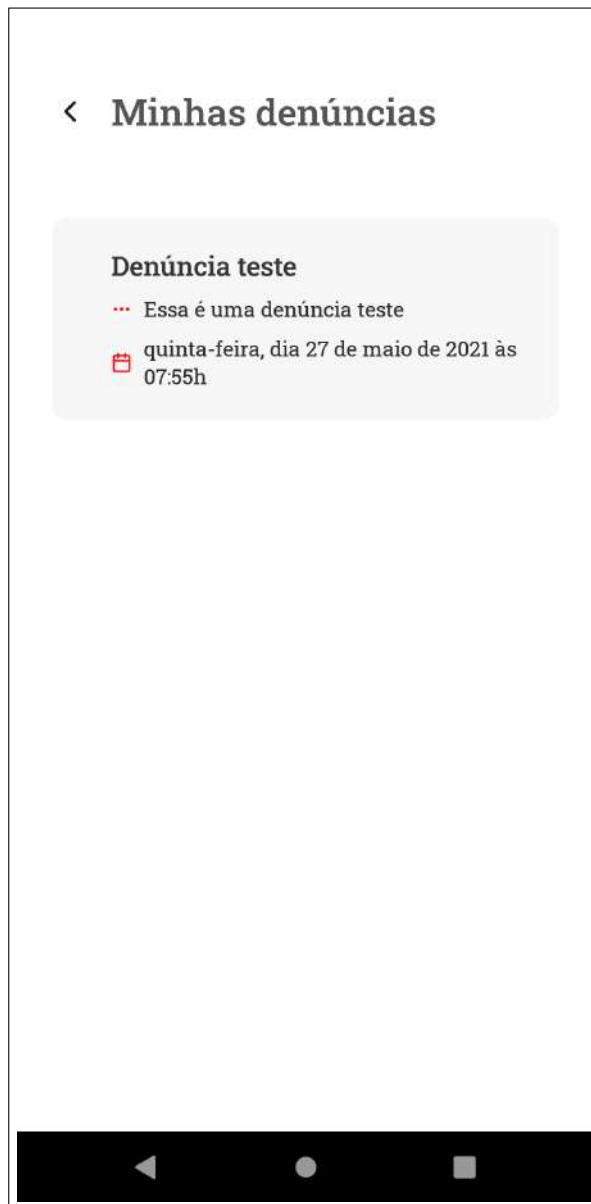 Minhas denúncias
Denúncia teste
Essa é uma denúncia teste
quinta-feira, dia 27 de maio de 2021 às
07:55h